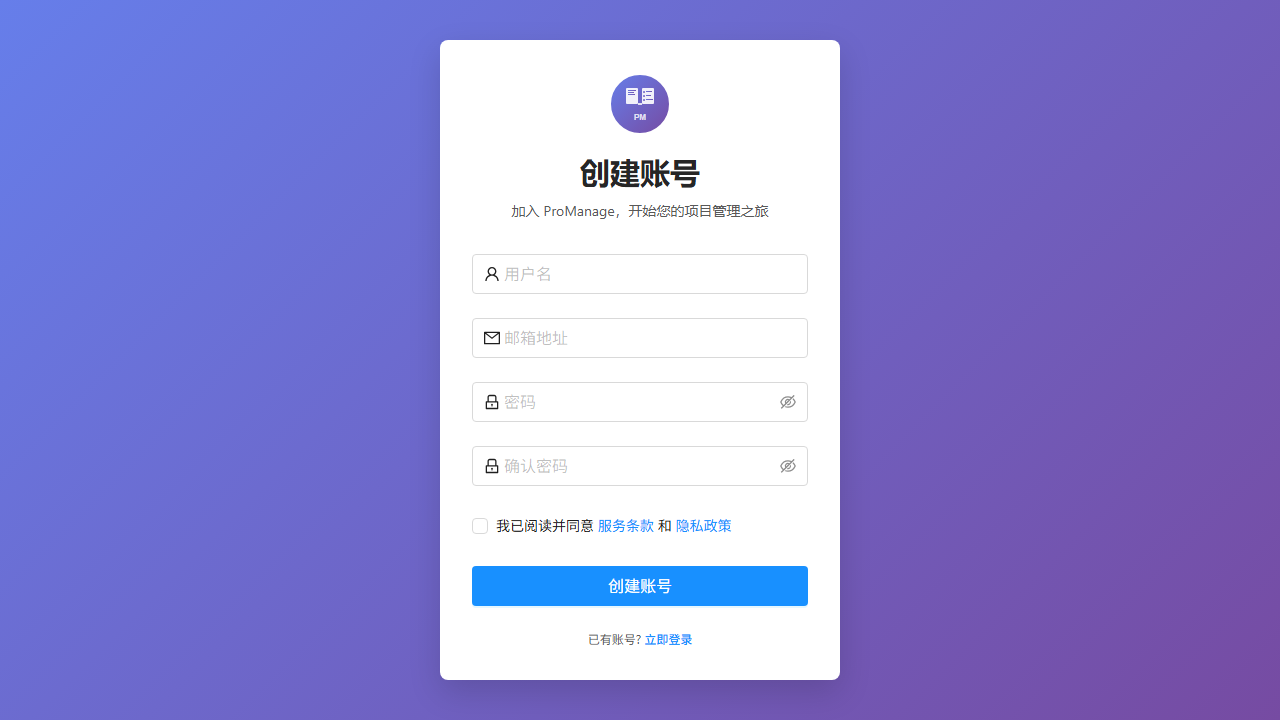 PM
创建账号
加入 ProManage，开始您的项目管理之旅
用户名
邮箱地址
密码
确认密码
我已阅读并同意 服务条款 和 隐私政策
创建账号
已有账号? 立即登录